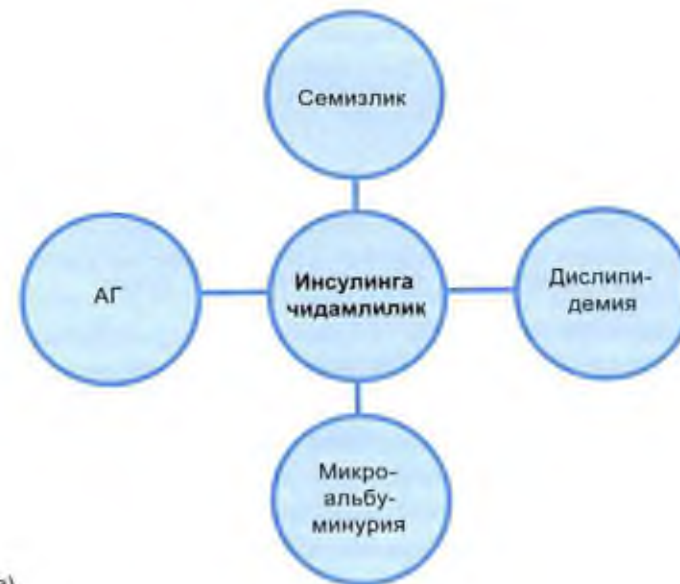 Семизлик
АГ
Инсулинга
чидамлилик
Дислипи-
демия
Микро-
альбу-
минурия